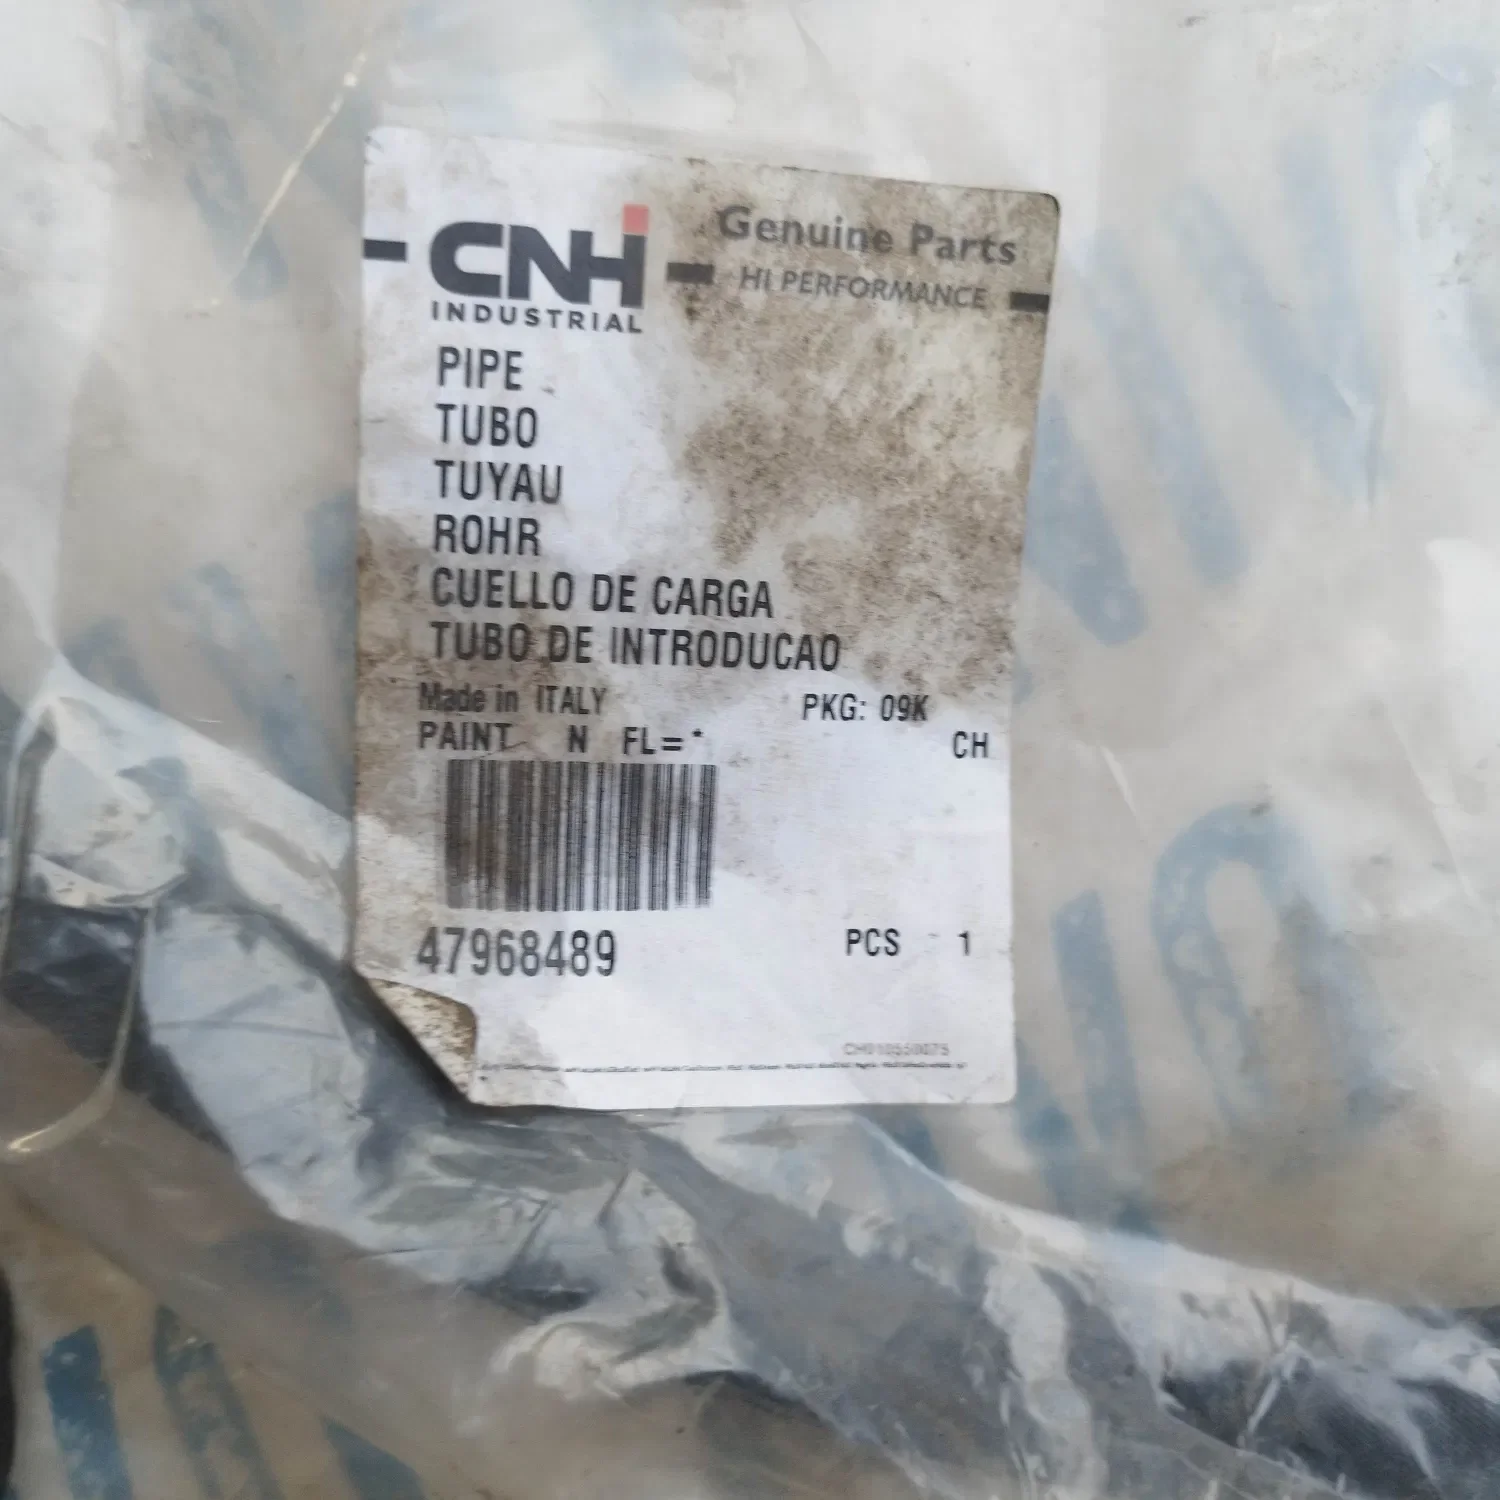 CNH
INDUSTRIAL
Genuine Parts
HI PERFORMANCE
PIPE
TUBO
TUYAU
ROHR
CUELLO DE CARGA
TUBO DE INTRODUCAO
Made in ITALY PKG: 09K
PAINT N FL=* CH
47968489 PCS 1
CH010550075